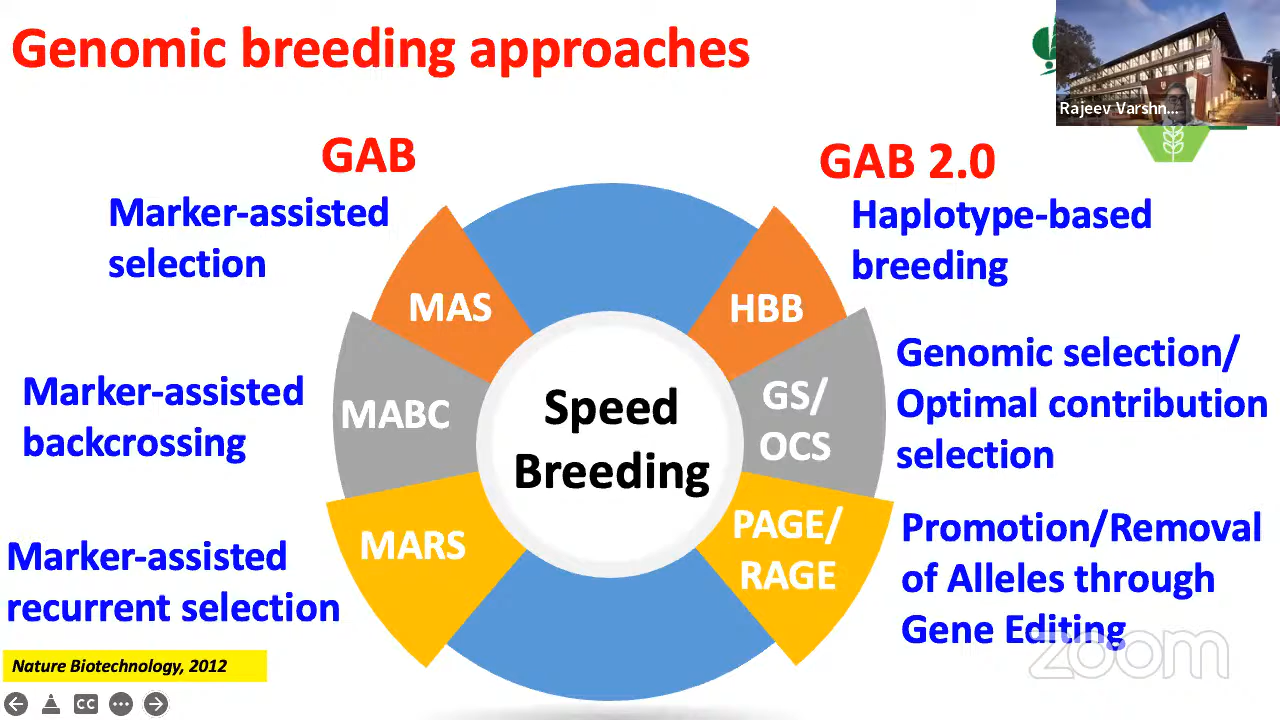 Genomic breeding approaches
Rajeev Varshn...
GAB
GAB 2.0
Marker-assisted
selection
MAS
HBB
Haplotype-based
breeding
Marker-assisted
backcrossing
MABC
Speed
Breeding
GS/
OCS
Genomic selection/
Optimal contribution
selection
Marker-assisted
recurrent selection
MARS
PAGE/
RAGE
Promotion/Removal
of Alleles through
Gene Editing
Nature Biotechnology, 2012
zoom
CC